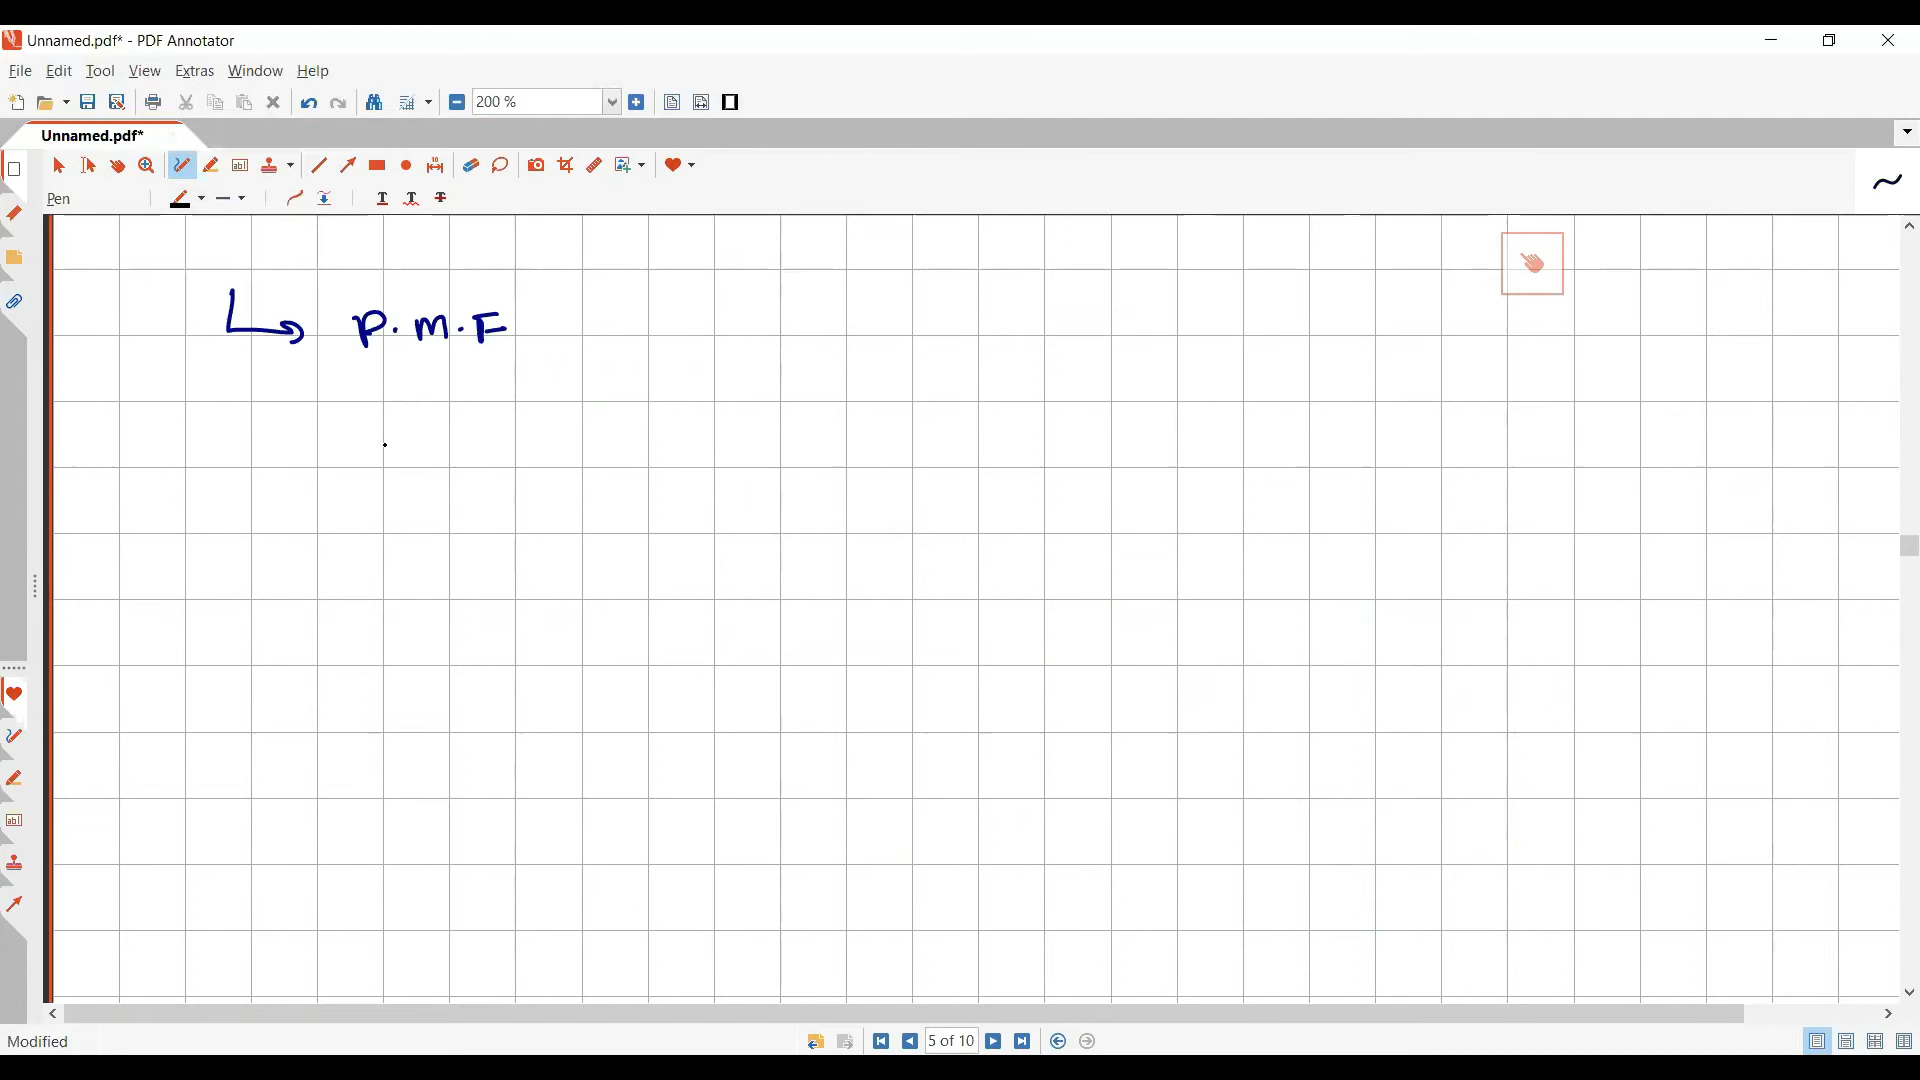 Unnamed.pdf* - PDF Annotator
File Edit Tool View Extras Window Help
200 %
Unnamed.pdf*
Pen
P.M.F
Modified
5 of 10